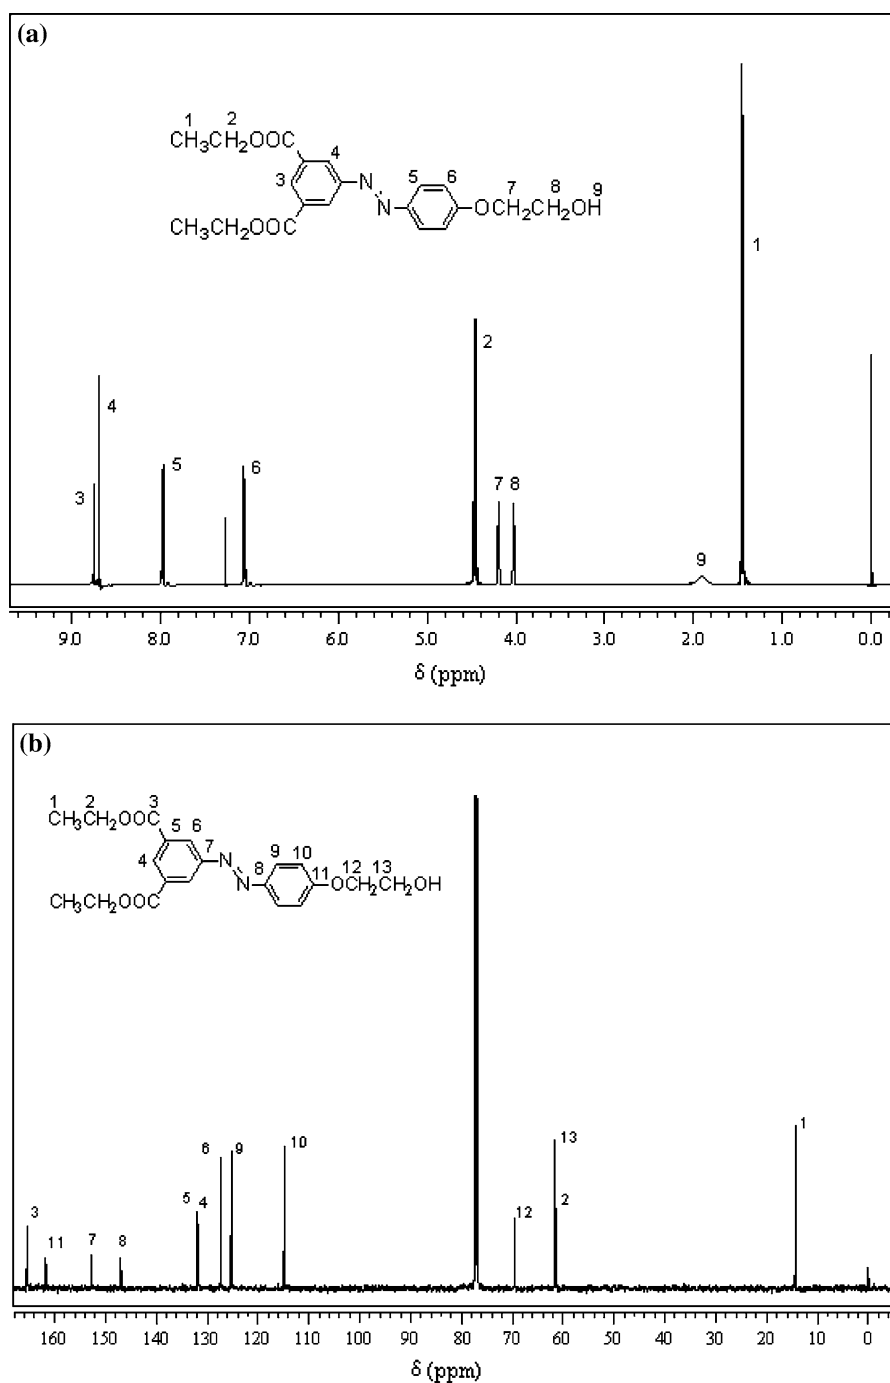 (a)
1 2
CH3CH2OOC 4
3 N 5 6 7 8 9
N OCH2CH2OH
CH3CH2OOC
1
2
4
3 5 6 7 8
9
9.0 8.0 7.0 6.0 5.0 4.0 3.0 2.0 1.0 0.0
δ (ppm)
(b)
1 2 3
CH3CH2OOC 5 6
4 7 N 9 10
N 8 11 12 13
OCH2CH2OH
CH3CH2OOC
3 11 7 8 5 4 6 9 10 12 13 2 1
160 150 140 130 120 110 100 90 80 70 60 50 40 30 20 10 0
δ (ppm)